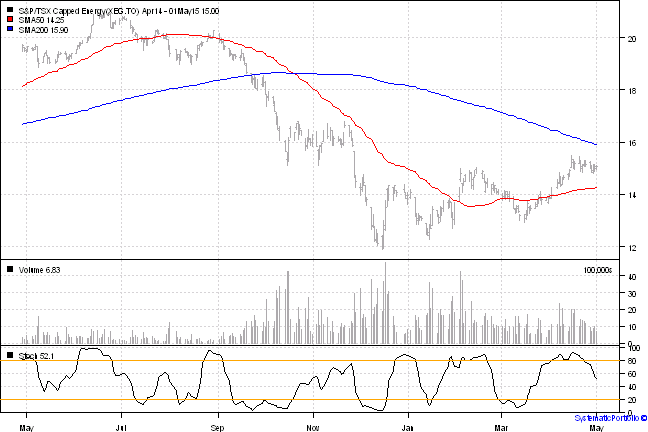 S&P/TSX Capped Energy(XEG.TO) Apr14 - 01May15 15.09
SMA50 14.25
SMA200 15.90
20
18
16
14
12
Volume 6.83
100,000s
40
30
20
10
0
Stoch 52.1
100
80
60
40
20
0
May
Jul
Sep
Nov
Jan
Mar
May
SystematicPortfolio ©